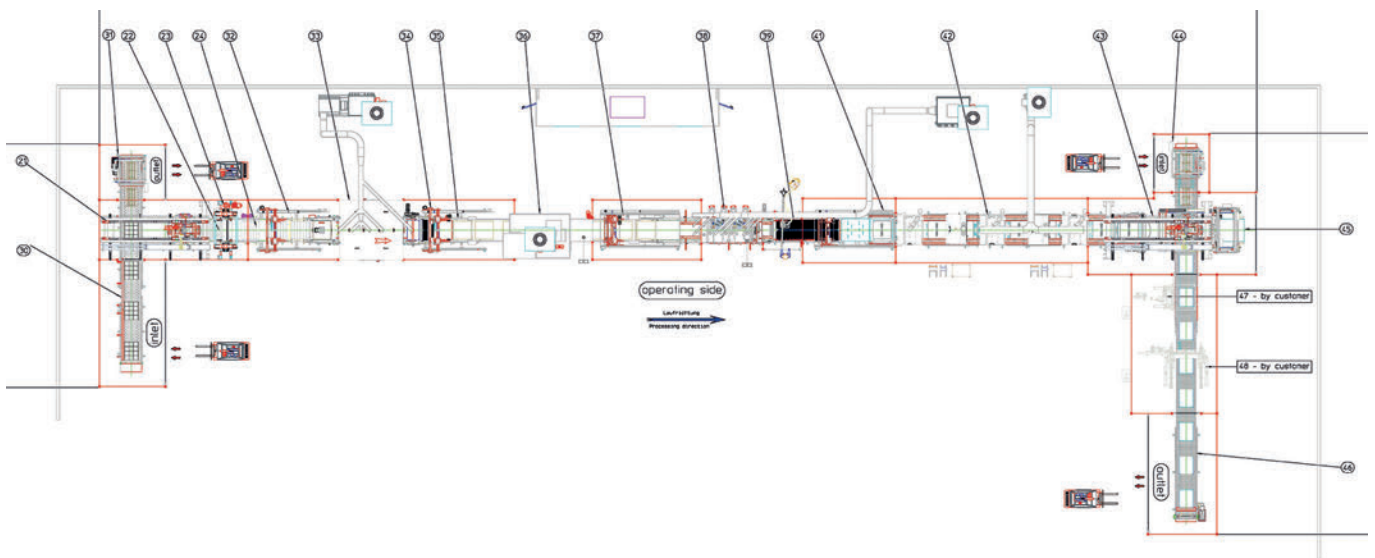 31
22
23
24
32
33
34
35
36
37
38
39
41
42
43
44
21
outlet
inlet
45
30
operating side
Laufrichtung
Processing direction
47 - by customer
inlet
48 - by customer
outlet
46